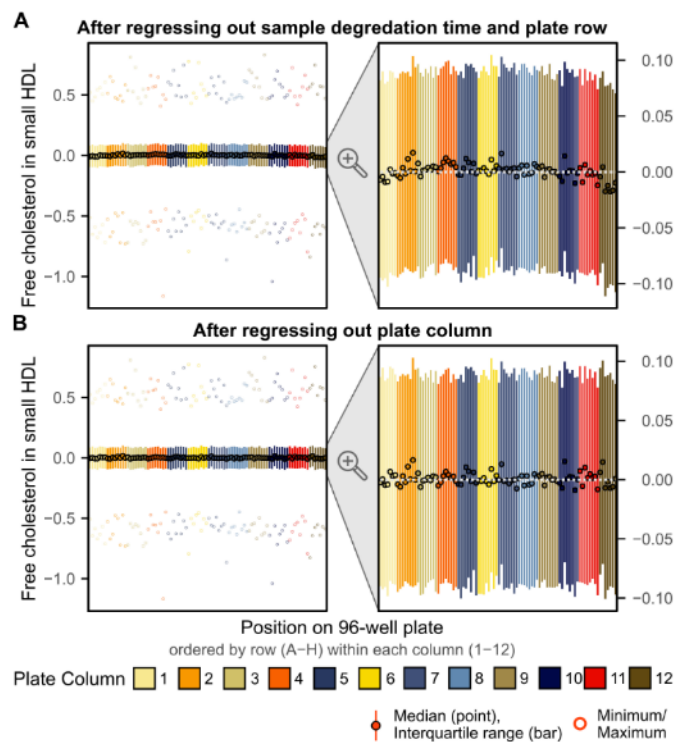 A
After regressing out sample degredation time and plate row
Free cholesterol in small HDL
0.5
0.0
−0.5
−1.0
0.10
0.05
0.00
−0.05
−0.10
B
After regressing out plate column
Free cholesterol in small HDL
0.5
0.0
−0.5
−1.0
0.10
0.05
0.00
−0.05
−0.10
Position on 96−well plate
ordered by row (A−H) within each column (1−12)
Plate Column 1 2 3 4 5 6 7 8 9 10 11 12
Median (point),
Interquartile range (bar)
Minimum/
Maximum